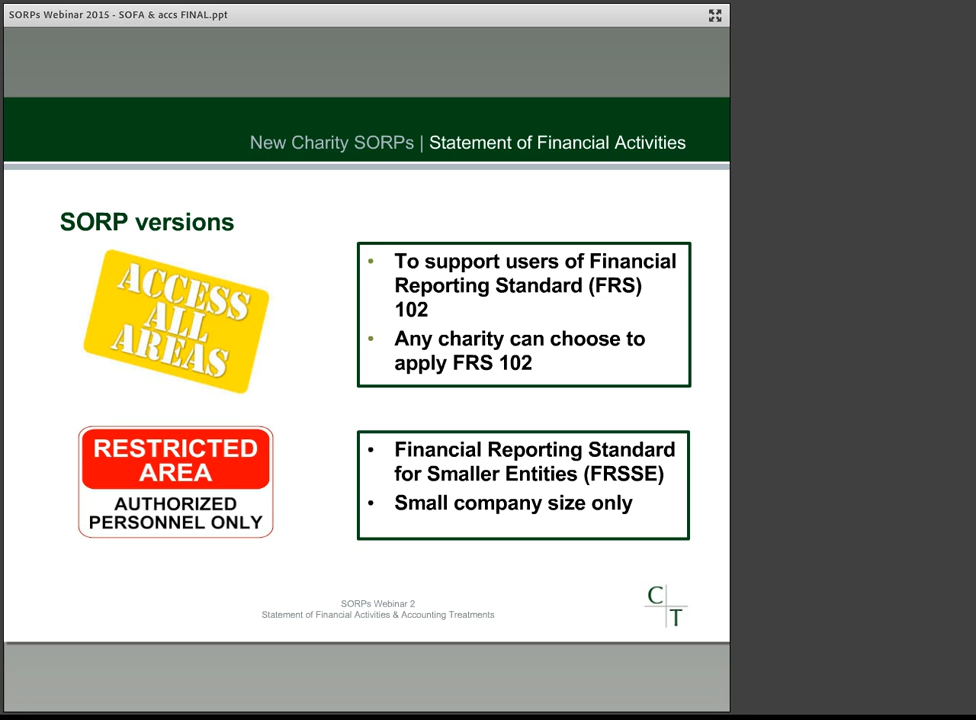 SORPs Webinar 2015 - SOFA & accs FINAL.ppt
New Charity SORPs | Statement of Financial Activities
SORP versions
ACCESS
ALL
AREAS
• To support users of Financial
Reporting Standard (FRS)
102
• Any charity can choose to
apply FRS 102
RESTRICTED
AREA
AUTHORIZED
PERSONNEL ONLY
• Financial Reporting Standard
for Smaller Entities (FRSSE)
• Small company size only
SORPs Webinar 2
Statement of Financial Activities & Accounting Treatments
C
T